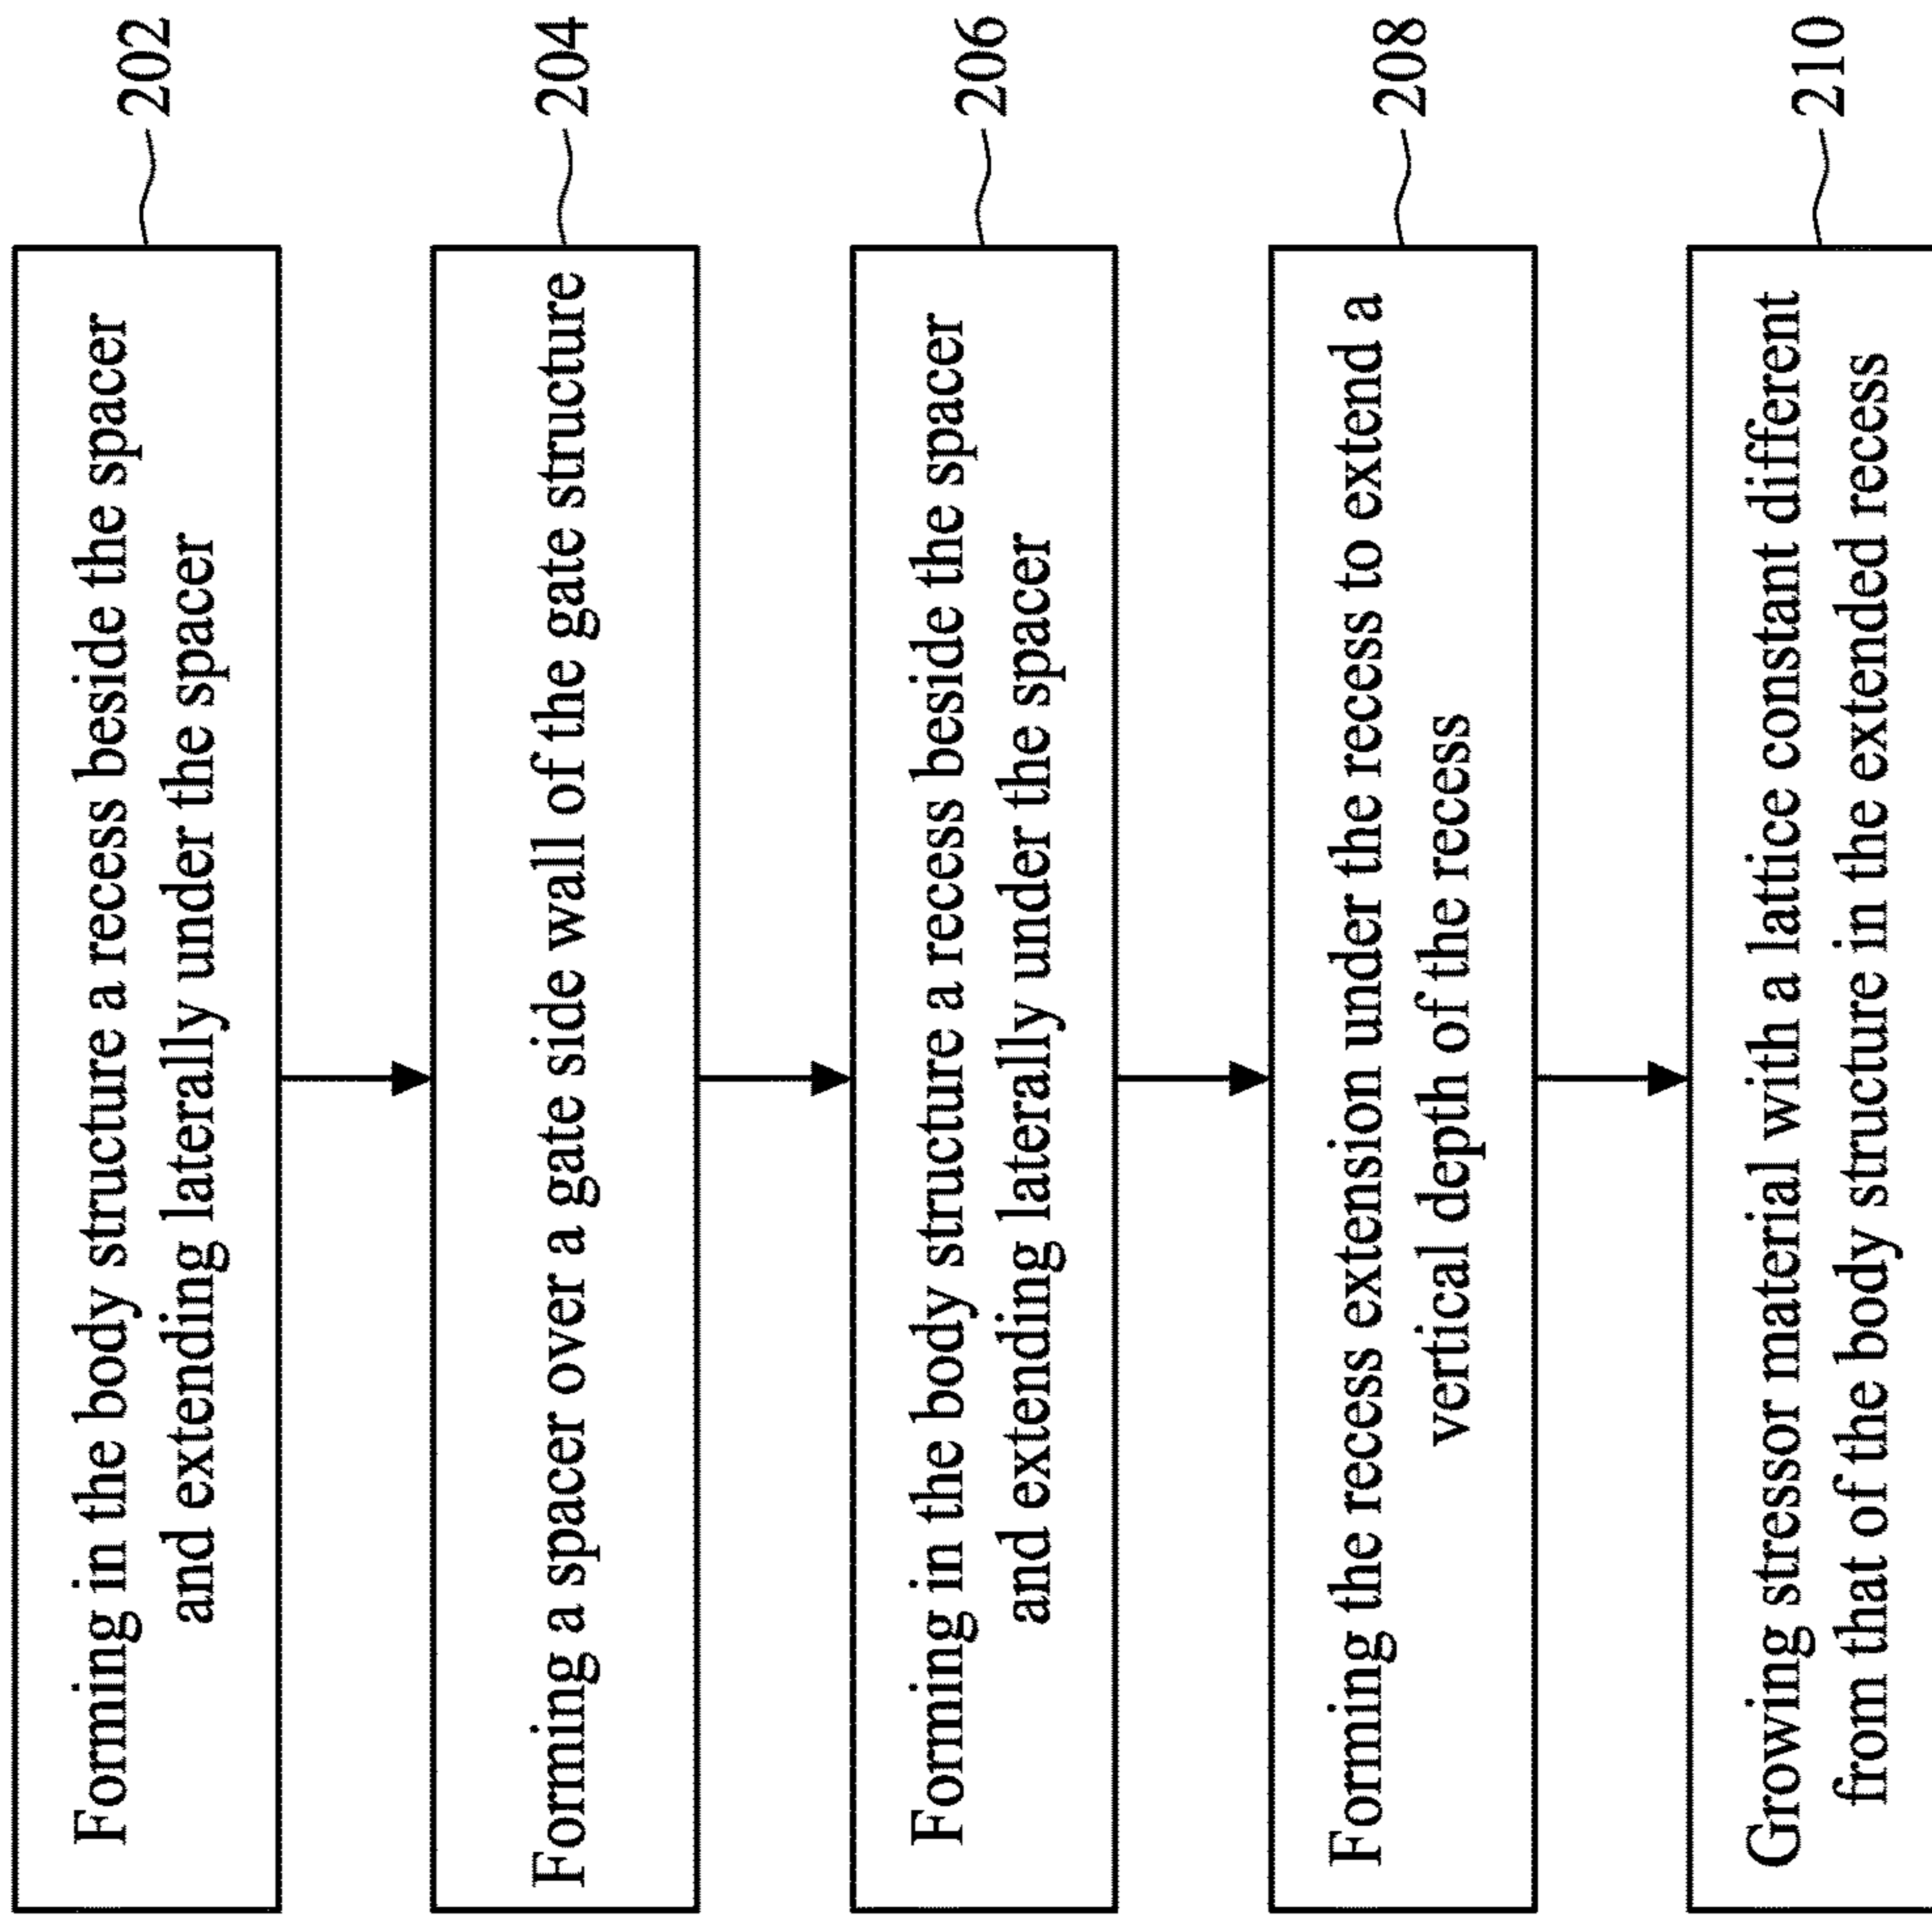 Forming in the body structure a recess beside the spacer
and extending laterally under the spacer
202
Forming a spacer over a gate side wall of the gate structure
204
Forming in the body structure a recess beside the spacer
and extending laterally under the spacer
206
Forming the recess extension under the recess to extend a
vertical depth of the recess
208
Growing stressor material with a lattice constant different
from that of the body structure in the extended recess
210